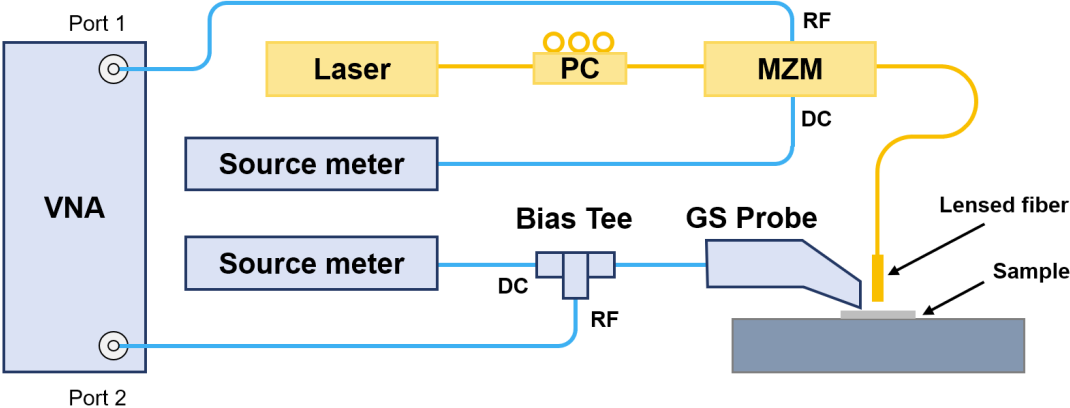 Port 1
RF
Laser
PC
MZM
DC
Source meter
VNA
Lensed fiber
Bias Tee
GS Probe
Source meter
Sample
DC
RF
Port 2